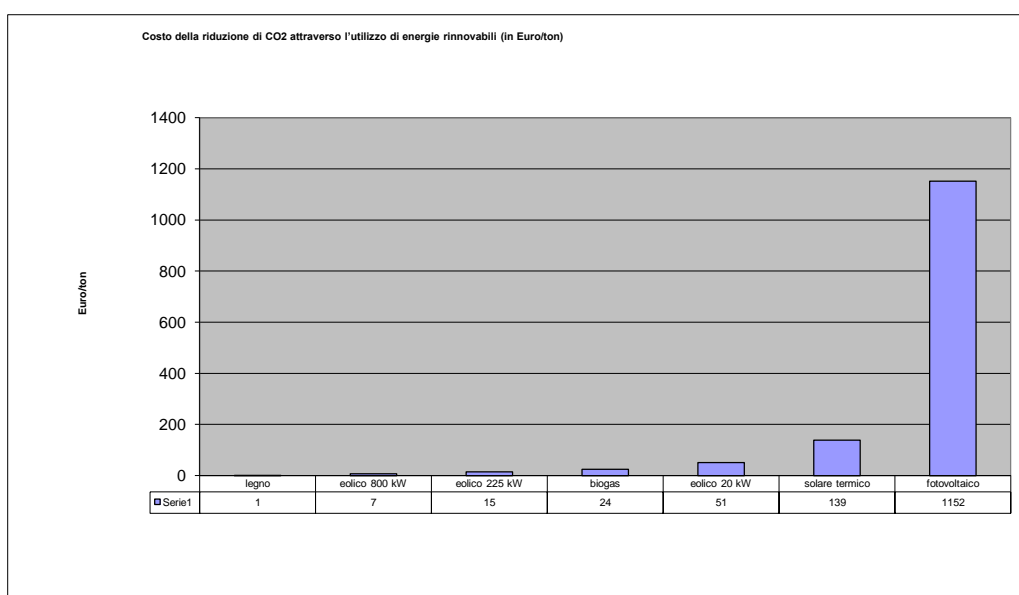 Costo della riduzione di CO2 attraverso l'utilizzo di energie rinnovabili (in Euro/ton)
1400
1200
1000
800
600
400
200
0
Euro/ton
legno eolico 800 kW eolico 225 kW biogas eolico 20 kW solare termico fotovoltaico
Serie1 1 7 15 24 51 139 1152